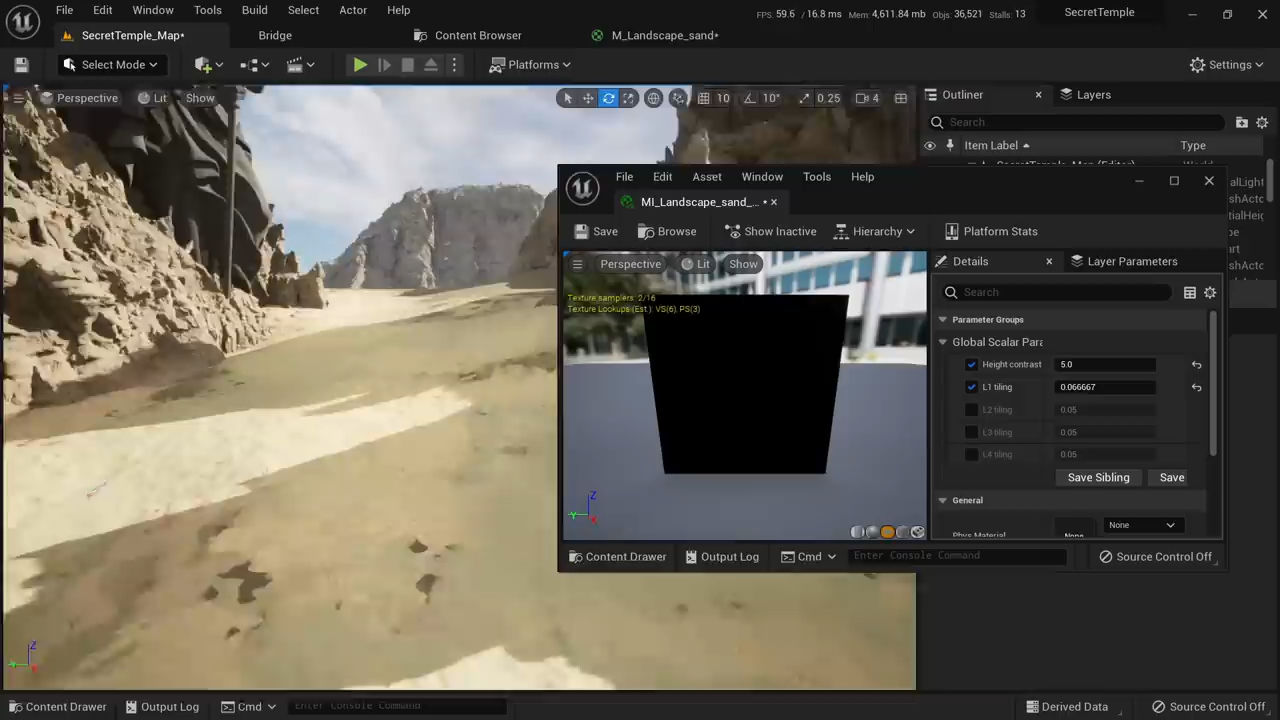 File Edit Window Tools Build Select Actor Help
FPS: 59.6 / 16.8 ms Mem: 4,611.84 mb Objs: 36,521 Stalls: 13 SecretTemple
SecretTemple_Map* Bridge Content Browser M_Landscape_sand*
Select Mode Platforms Settings
Perspective Lit Show 10 10° 0.25 4
Outliner Layers
Search
Item Label Type
File Edit Asset Window Tools Help
MI_Landscape_sand_... •
Save Browse Show Inactive Hierarchy Platform Stats
Perspective Lit Show
Details Layer Parameters
Texture samplers: 2/16
Texture Lookups (Est.): VS(6), PS(3)
Search
Parameter Groups
Global Scalar Para
Height contrast 5.0
L1 tiling 0.066667
L2 tiling 0.05
L3 tiling 0.05
L4 tiling 0.05
Save Sibling Save
General
Phys Material None None
Z
Y X
Content Drawer Output Log Cmd Enter Console Command Source Control Off
Z
Y X
Content Drawer Output Log Cmd Enter Console Command Derived Data Source Control Off